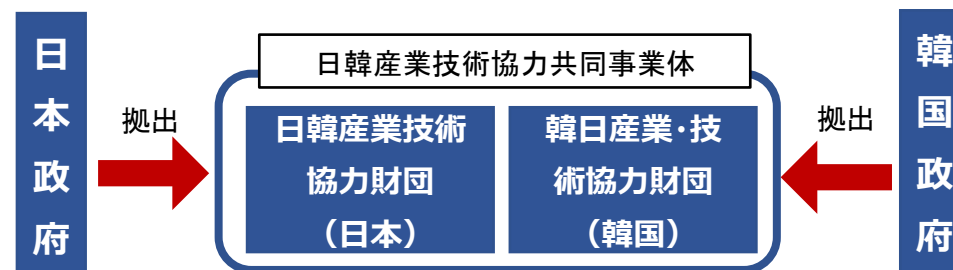 日本政府
拠出
日韓産業技術協力共同事業体
日韓産業技術
協力財団
（日本）
韓日産業・技
術協力財団
（韓国）
拠出
韓国政府